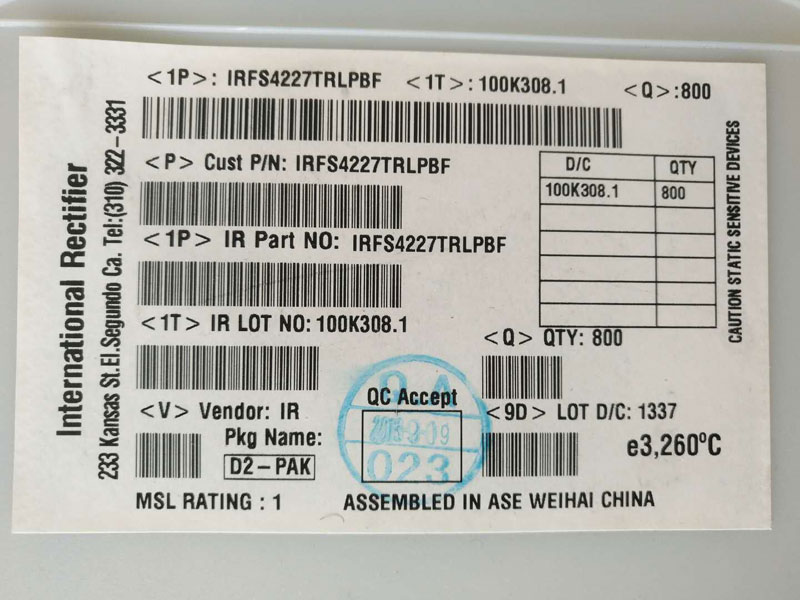 <1P>: IRFS4227TRLPBF <1T>:100K308.1 <Q>:800
<P> Cust P/N: IRFS4227TRLPBF
<1P> IR Part NO: IRFS4227TRLPBF
<1T> IR LOT NO:100K308.1
<V> Vendor: IR
Pkg Name:
D2-PAK
MSL RATING : 1
D/C QTY
100K308.1 800
<Q> QTY: 800
<9D> LOT D/C: 1337
e3,260°C
QC Accept
Q A
023
ASSEMBLED IN ASE WEIHAI CHINA
International Rectifier
233 Kansas St.El.Segundo Ca. Tel:(310) 322-3331
CAUTION STATIC SENSITIVE DEVICES